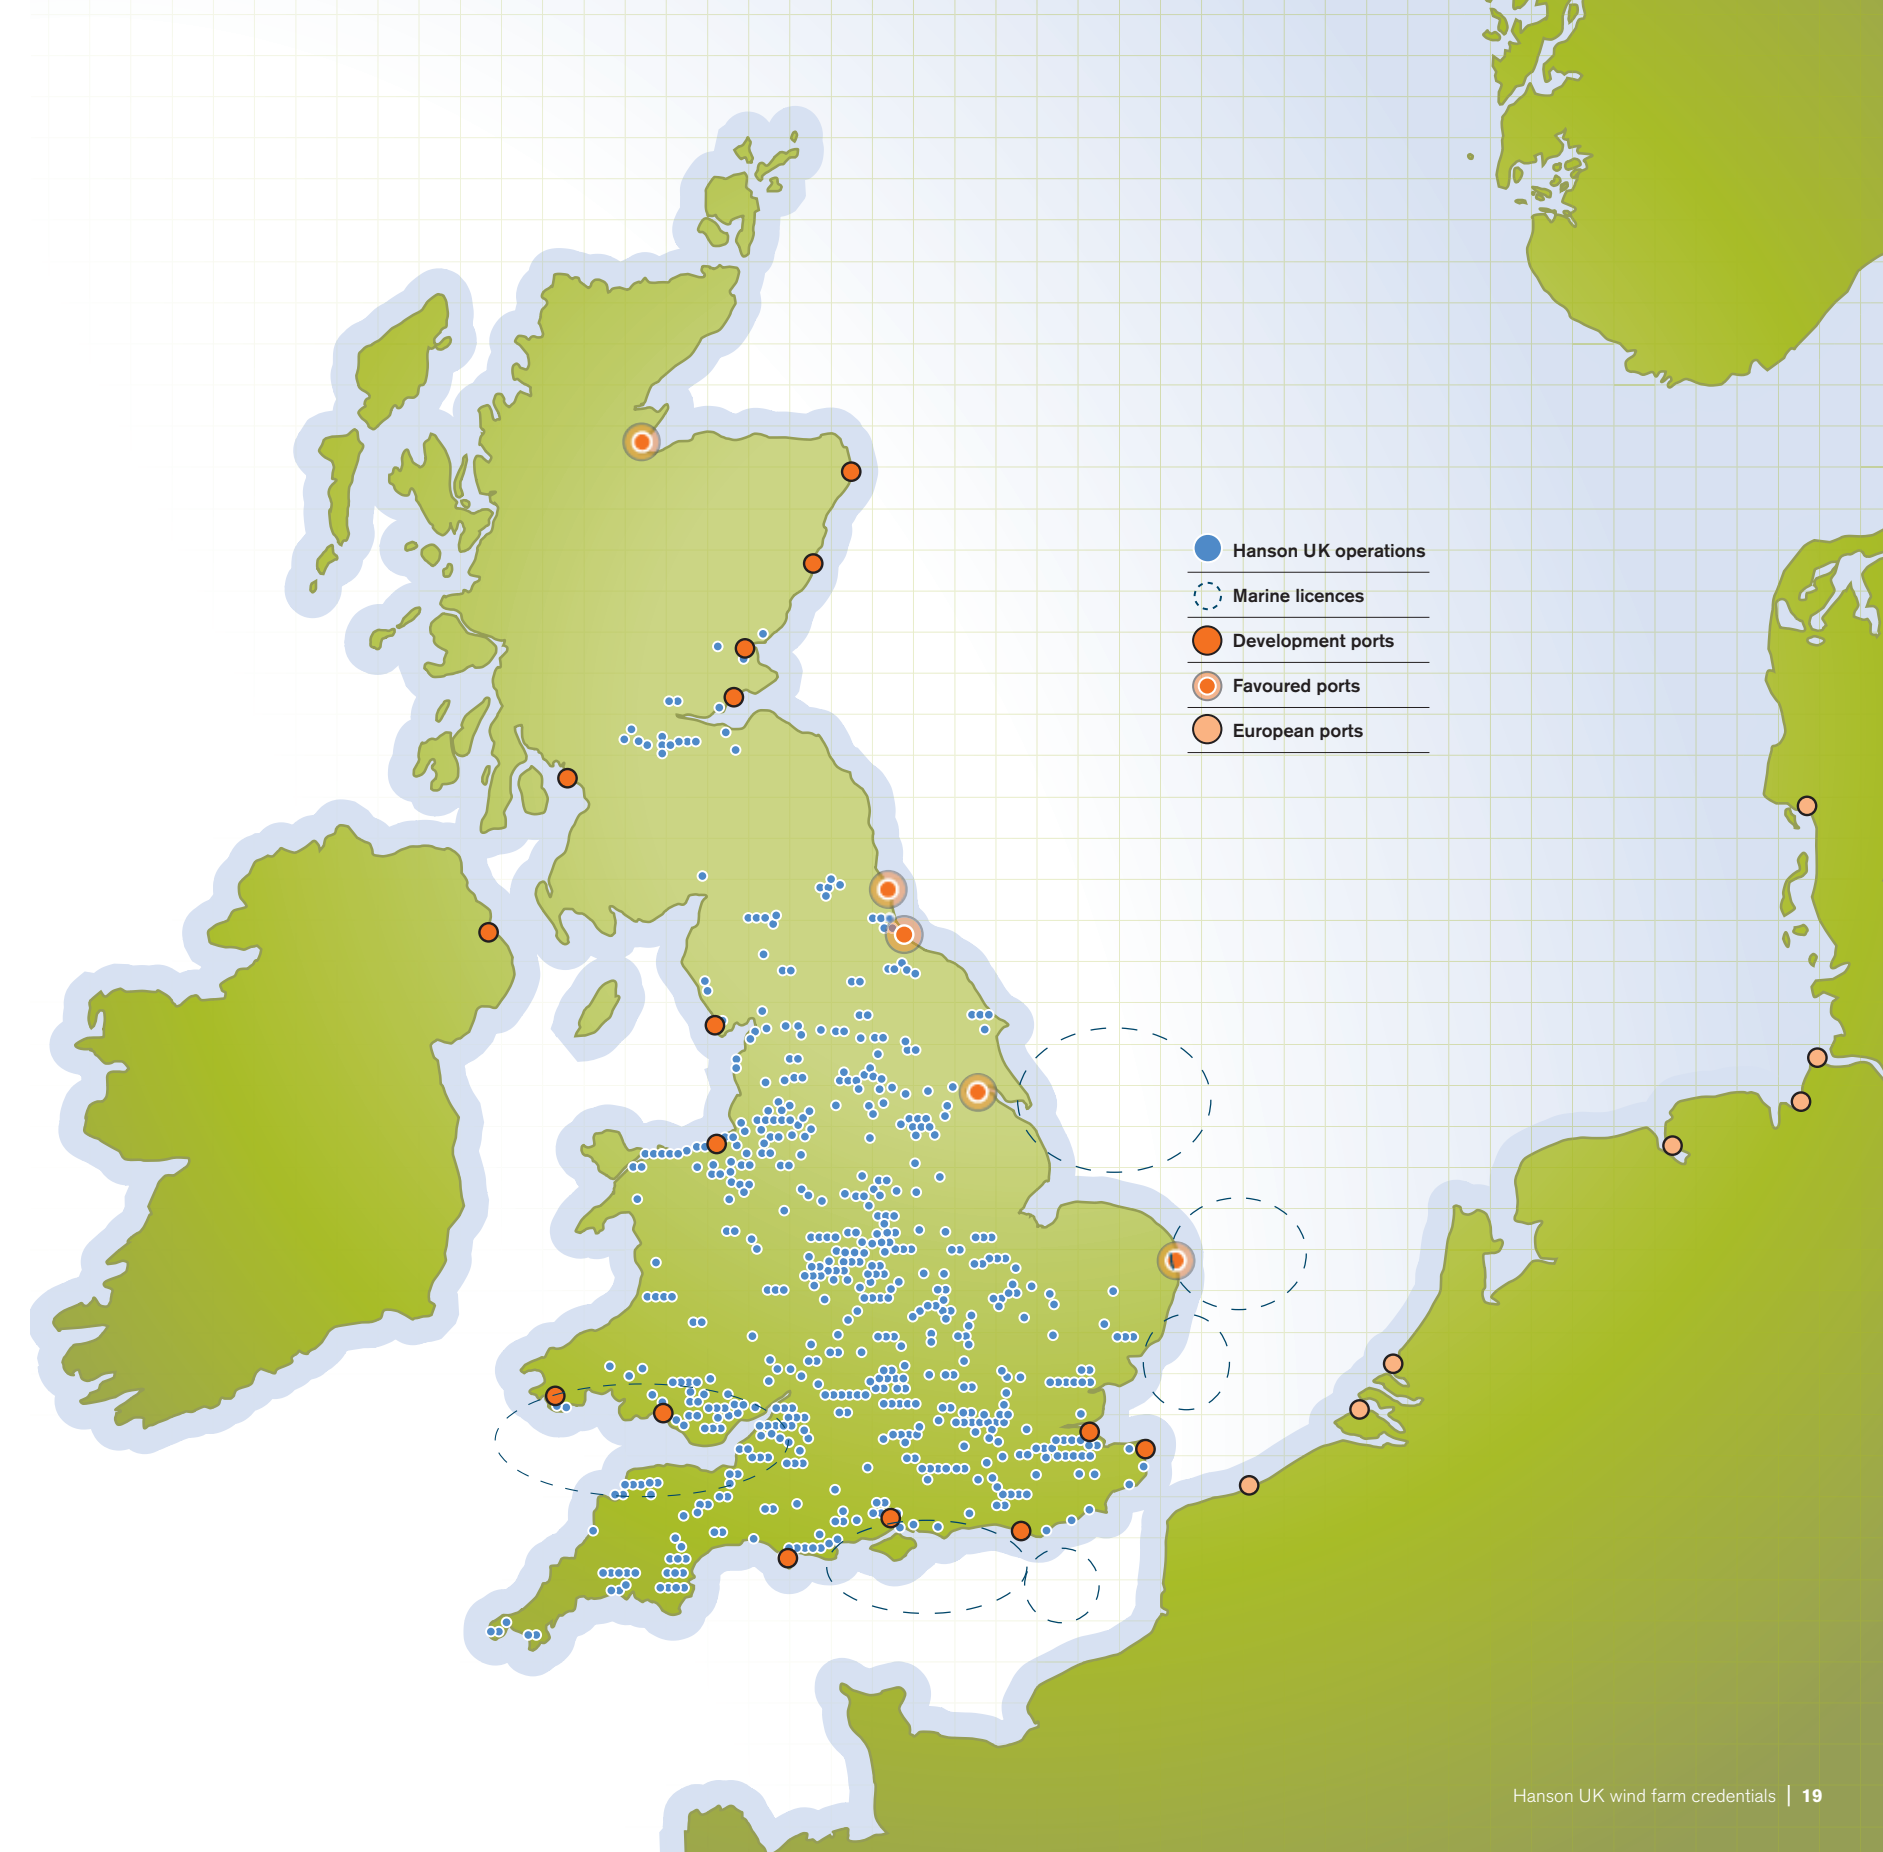 Hanson UK operations
Marine licences
Development ports
Favoured ports
European ports
Hanson UK wind farm credentials | 19